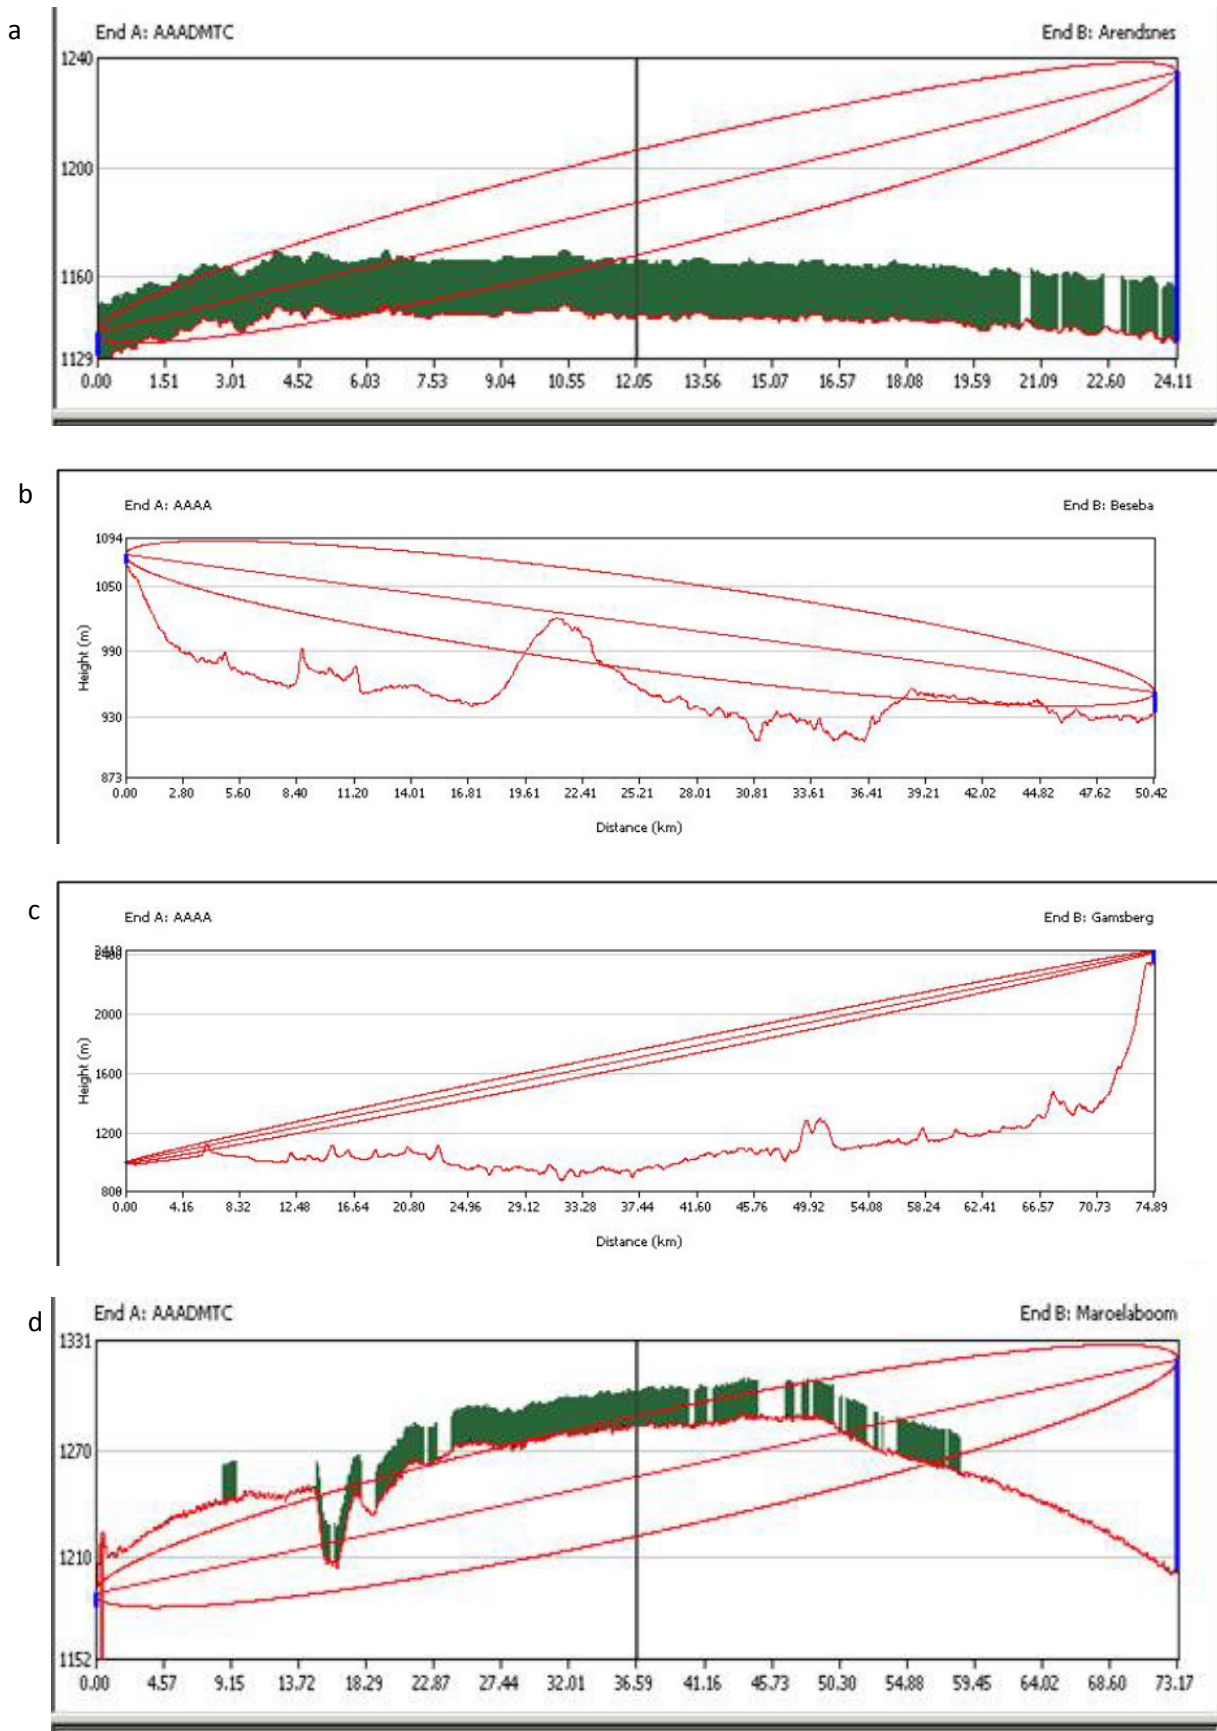 a
End A: AAADMTC End B: Arendsnes
1240
1200
1160
1129
0.00 1.51 3.01 4.52 6.03 7.53 9.04 10.55 12.05 13.56 15.07 16.57 18.08 19.59 21.09 22.60 24.11
b
End A: AAAA End B: Beseba
1094
1050
990
930
873
Height (m)
0.00 2.80 5.60 8.40 11.20 14.01 16.81 19.61 22.41 25.21 28.01 30.81 33.61 36.41 39.21 42.02 44.82 47.62 50.42
Distance (km)
c
End A: AAAA End B: Gamsberg
2000
1600
1200
Height (m)
0.00 4.16 8.32 12.48 16.64 20.80 24.96 29.12 33.28 37.44 41.60 45.76 49.92 54.08 58.24 62.41 66.57 70.73 74.89
Distance (km)
d
End A: AAADMTC End B: Maroelaboom
1331
1270
1210
1152
0.00 4.57 9.15 13.72 18.29 22.87 27.44 32.01 36.59 41.16 45.73 50.30 54.88 59.45 64.02 68.60 73.17